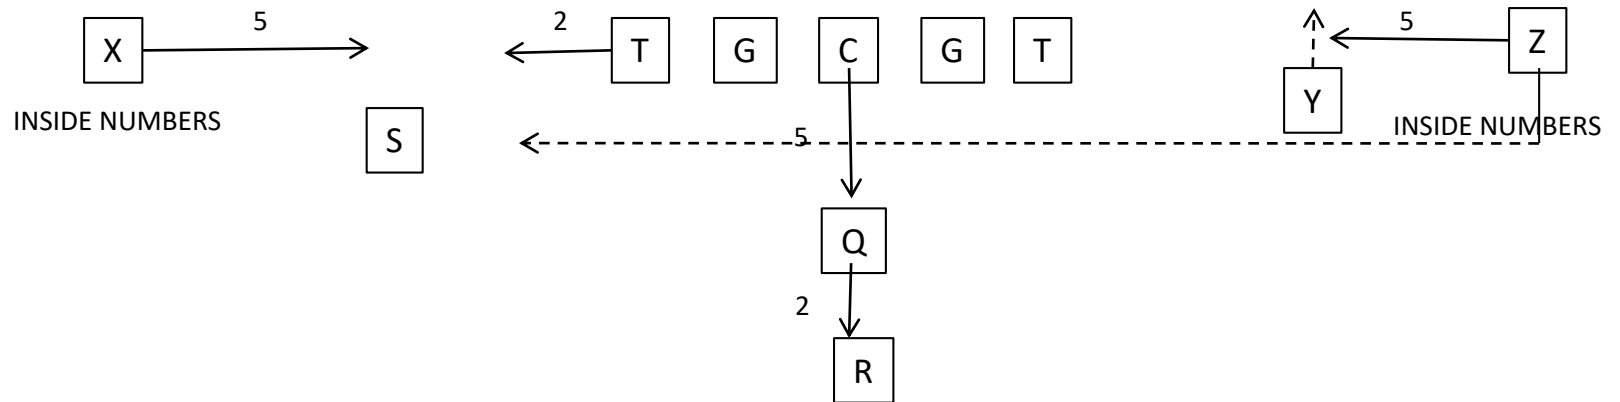 5 2 5
X T G C G T Z
Y
INSIDE NUMBERS INSIDE NUMBERS
S 5
Q
2
R